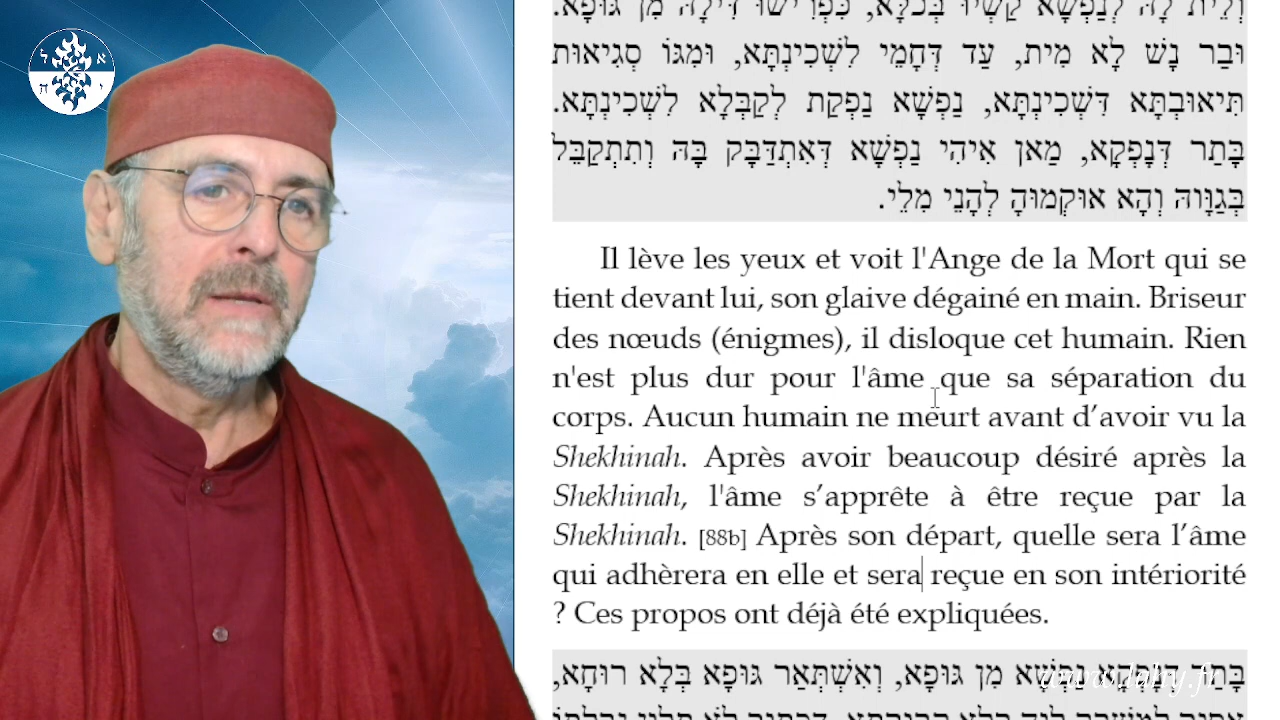 וְלֵית לָהּ לְנַפְשָׁא קַשְׁיוּ בְּכֹלָּא, כִּפְרִישׁוּ דִּילָהּ מִן גּוּפָא.
וּבַר נָשׁ לָא מִית, עַד דְּחָמֵי לִשְׁכִינְתָּא, וּמִגּוֹ סְגִיאוּת
תִּיאוּבְתָּא דִּשְׁכִינְתָּא, נַפְשָׁא נַפְקַת לְקַבְּלָא לִשְׁכִינְתָּא.
בָּתַר דְּנָפְקָא, מַאן אִיהִי נַפְשָׁא דְּאִתְדַּבָּק בָּהּ וְתִתְקַבֵּל
בְּגַוָּוהּ וְהָא אוּקְמוּהָ לְהָנֵי מִלֵּי.
Il lève les yeux et voit l'Ange de la Mort qui se
tient devant lui, son glaive dégainé en main. Briseur
des nœuds (énigmes), il disloque cet humain. Rien
n'est plus dur pour l'âme que sa séparation du
corps. Aucun humain ne meurt avant d’avoir vu la
Shekhinah. Après avoir beaucoup désiré après la
Shekhinah, l'âme s’apprête à être reçue par la
Shekhinah. [88b] Après son départ, quelle sera l’âme
qui adhèrera en elle et sera reçue en son intériorité
? Ces propos ont déjà été expliquées.
בָּתַר דְּנָפְקָא נַפְשָׁא מִן גּוּפָא, וְאִשְׁתְּאַר גּוּפָא בְּלָא רוּחָא,